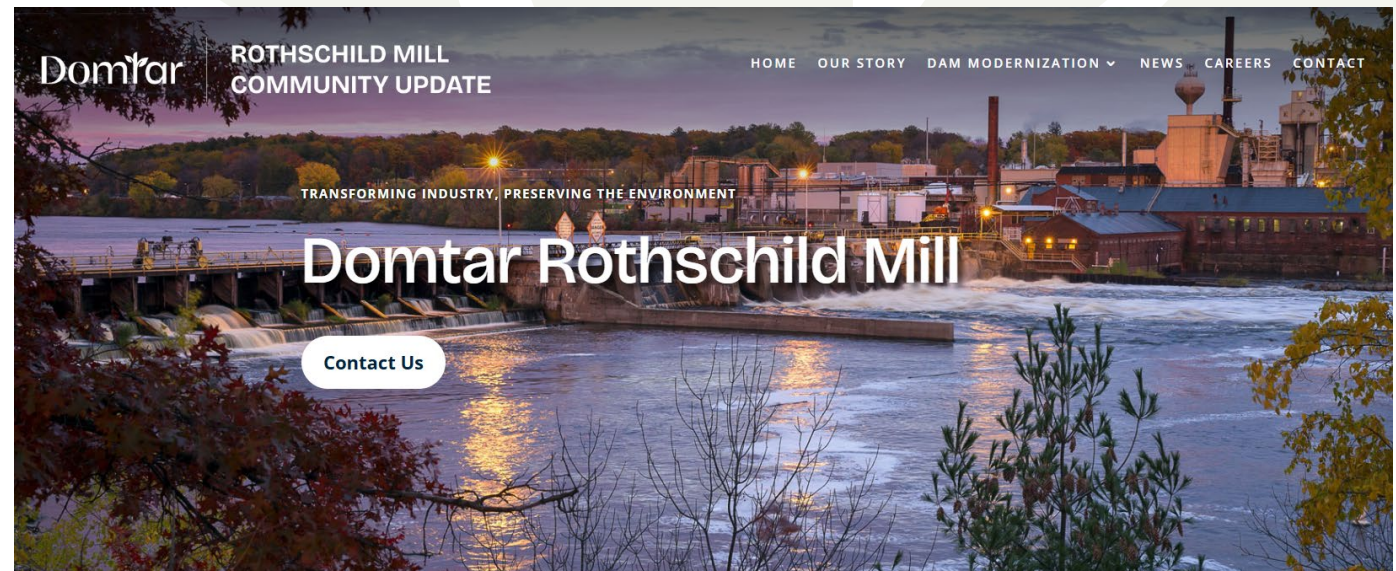 Domtar
ROTHSCHILD MILL
COMMUNITY UPDATE
HOME OUR STORY DAM MODERNIZATION NEWS CAREERS CONTACT
TRANSFORMING INDUSTRY, PRESERVING THE ENVIRONMENT
Domtar Rothschild Mill
Contact Us